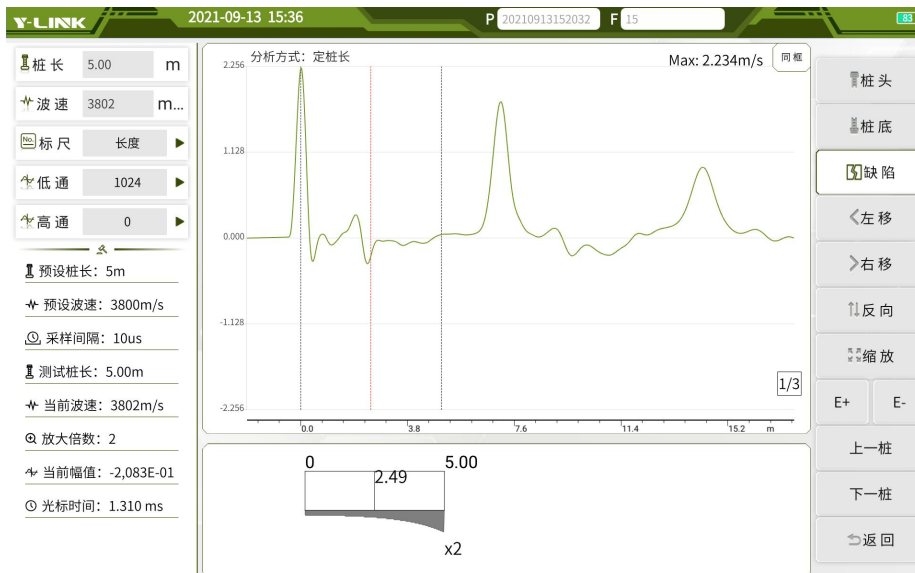 Y-LINK
2021-09-13 15:36
P 20210913152032
F 15
83
桩长 5.00 m
波速 3802 m...
No. 标尺 长度
低通 1024
高通 0
预设桩长：5m
预设波速：3800m/s
采样间隔：10us
测试桩长：5.00m
当前波速：3802m/s
放大倍数：2
当前幅值：-2,083E-01
光标时间：1.310 ms
分析方式：定桩长
Max: 2.234m/s
同框
2.256
1.128
0.000
-1.128
-2.256
1/3
0.0 3.8 7.6 11.4 15.2 m
0 5.00
2.49
x2
桩头
桩底
缺陷
左移
右移
反向
缩放
E+ E-
上一桩
下一桩
返回